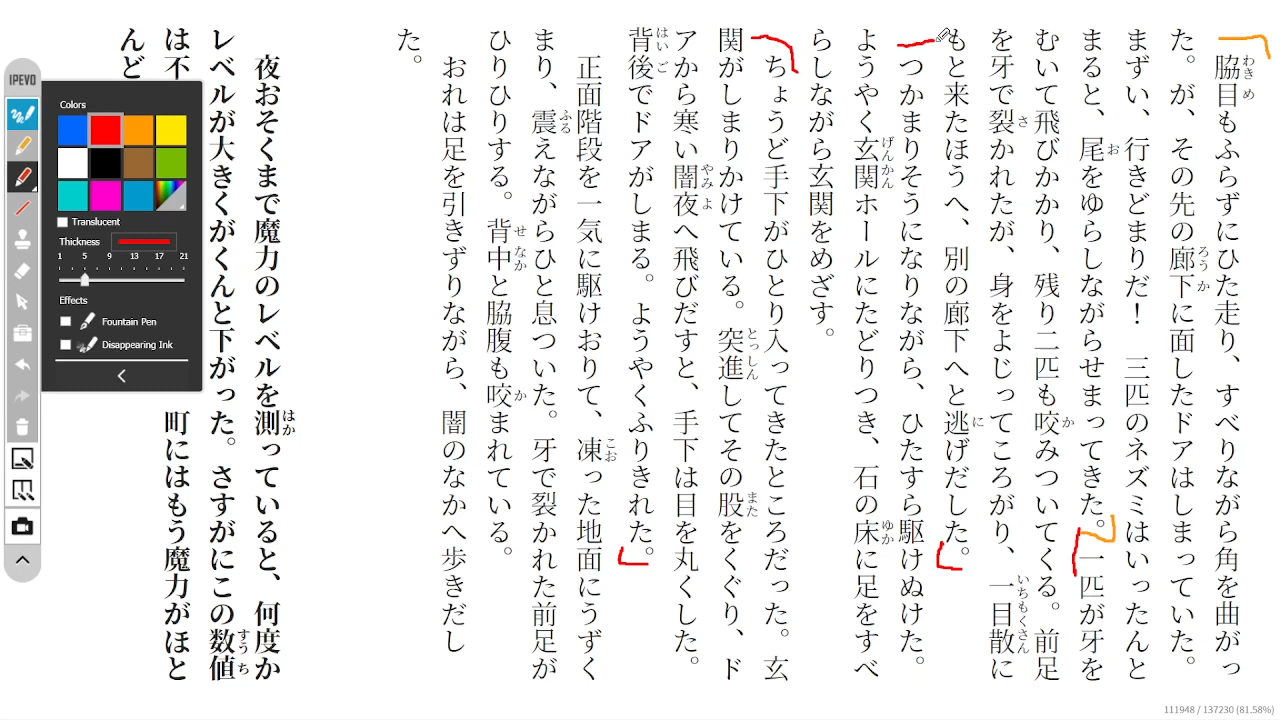 脇目もふらずにひた走り、すべりながら角を曲がっ
た。が、その先の廊下に面したドアはしまっていた。
まずい、行きどまりだ！　三匹のネズミはいったんと
まると、尾をゆらしながらせまってきた。一匹が牙を
むいて飛びかかり、残り二匹も咬みついてくる。前足
を牙で裂かれたが、身をよじってころがり、一目散に
もと来たほうへ、別の廊下へと逃げだした。
つかまりそうになりながら、ひたすら駆けぬけた。
ようやく玄関ホールにたどりつき、石の床に足をすべ
らしながら玄関をめざす。
ちょうど手下がひとり入ってきたところだった。玄
関がしまりかけている。突進してその股をくぐり、ド
アから寒い闇夜へ飛びだすと、手下は目を丸くした。
背後でドアがしまる。ようやくふりきれた。
正面階段を一気に駆けおりて、凍った地面にうずく
まり、震えながらひと息ついた。牙で裂かれた前足が
ひりひりする。背中と脇腹も咬まれている。
おれは足を引きずりながら、闇のなかへ歩きだし
た。
夜おそくまで魔力のレベルを測っていると、何度か
レベルが大きくがくんと下がった。さすがにこの数値
は不
町にはもう魔力がほと
んど
IPEVO
Colors
Translucent
Thickness
1 5 9 13 17 21
Effects
Fountain Pen
Disappearing Ink
111948 / 137230 (81.58%)